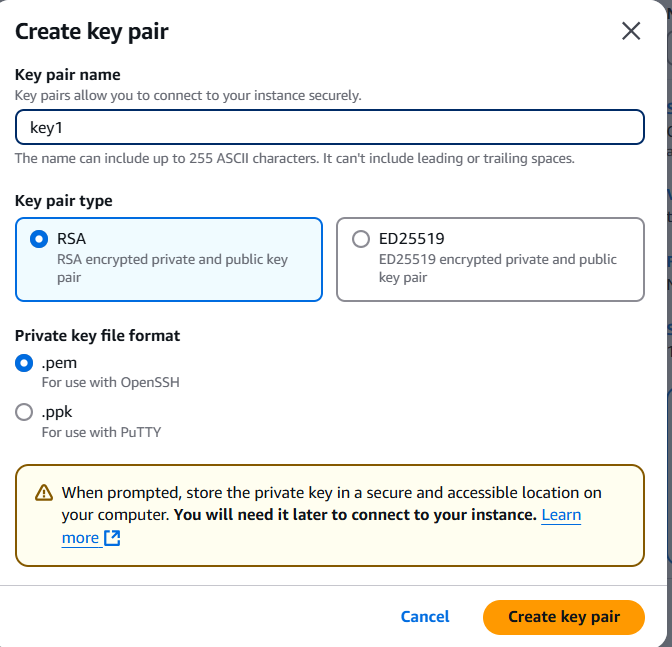 Create key pair
Key pair name
Key pairs allow you to connect to your instance securely.
key1
The name can include up to 255 ASCII characters. It can't include leading or trailing spaces.
Key pair type
RSA
RSA encrypted private and public key
pair
ED25519
ED25519 encrypted private and public
key pair
Private key file format
.pem
For use with OpenSSH
.ppk
For use with PuTTY
When prompted, store the private key in a secure and accessible location on
your computer. You will need it later to connect to your instance. Learn
more
Cancel
Create key pair